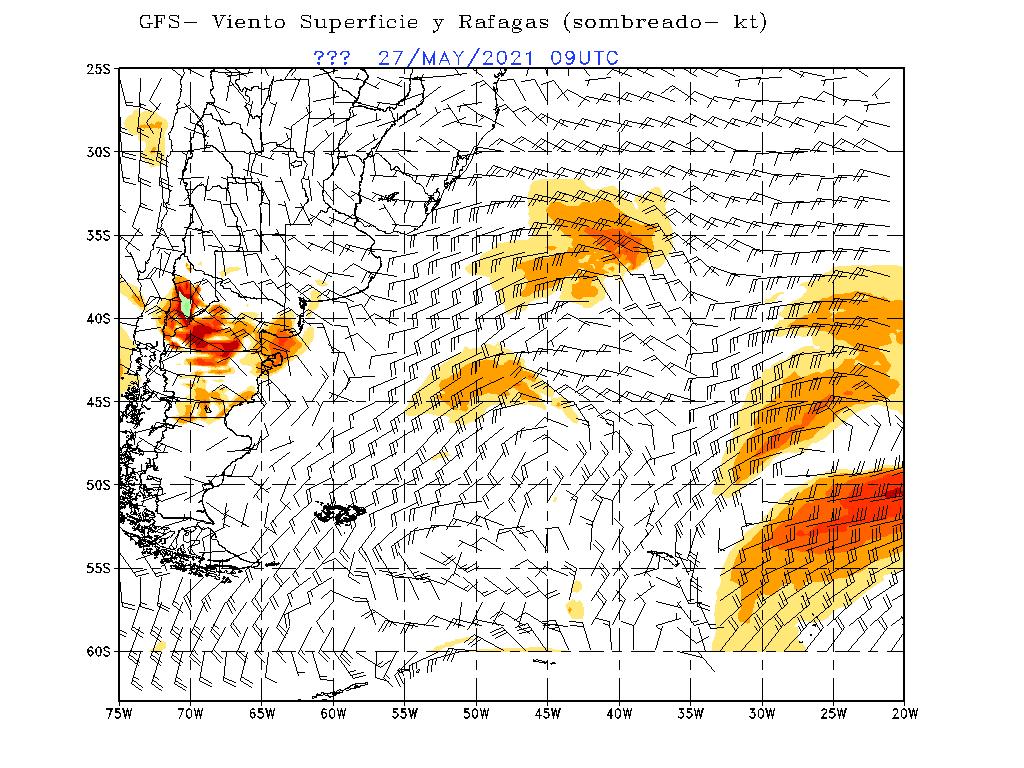 GFS– Viento Superficie y Rafagas (sombreado– kt)
??? 27/MAY/2021 09UTC
25S
30S
35S
40S
45S
50S
55S
60S
75W 70W 65W 60W 55W 50W 45W 40W 35W 30W 25W 20W